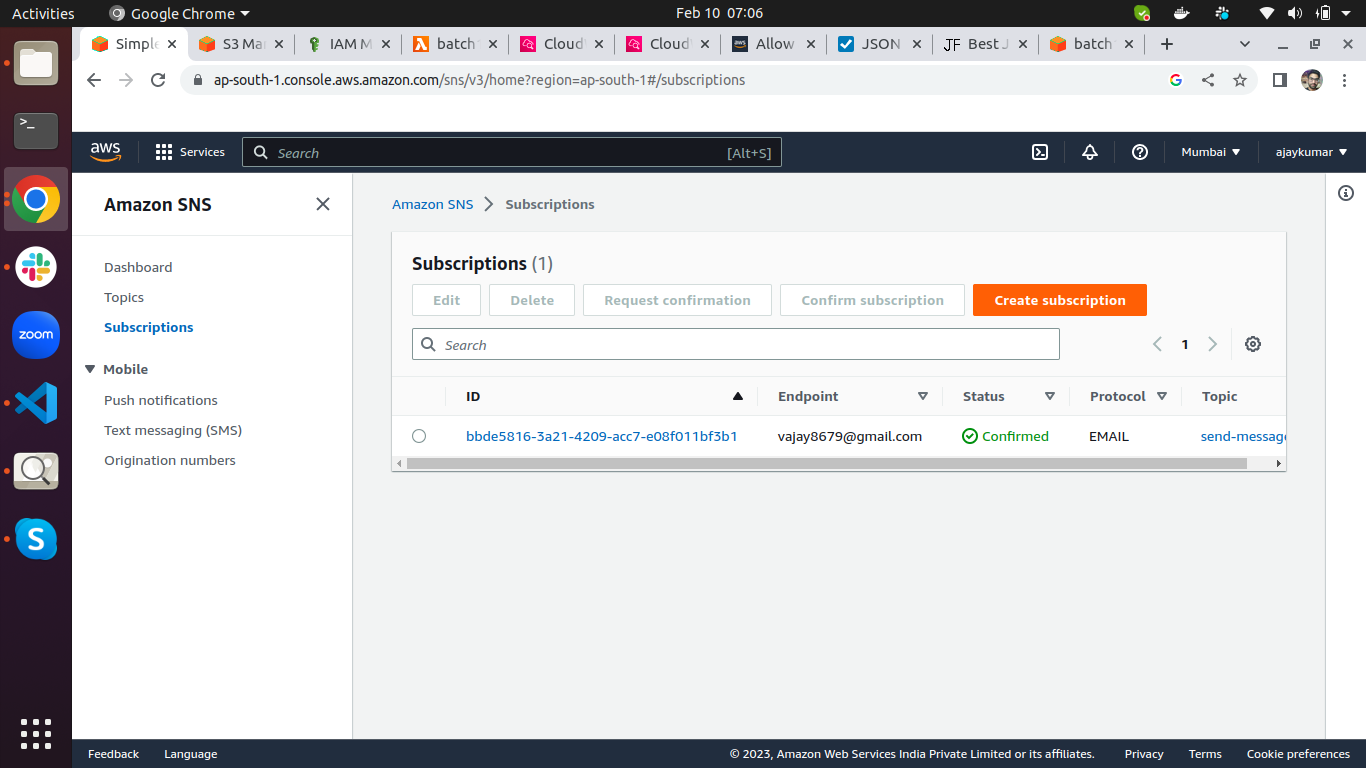 Activities
Google Chrome
Feb 10 07:06
Simple
S3 Ma
IAM M
batch
Cloud
Cloud
Allow
JSON
JF Best J
batch
ap-south-1.console.aws.amazon.com/sns/v3/home?region=ap-south-1#/subscriptions
aws
Services
Search
[Alt+S]
Mumbai
ajaykumar
Amazon SNS
Dashboard
Topics
Subscriptions
Mobile
Push notifications
Text messaging (SMS)
Origination numbers
Amazon SNS
Subscriptions
Subscriptions (1)
Edit
Delete
Request confirmation
Confirm subscription
Create subscription
Search
1
ID
Endpoint
Status
Protocol
Topic
bbde5816-3a21-4209-acc7-e08f011bf3b1
vajay8679@gmail.com
Confirmed
EMAIL
send-message
zoom
S
Feedback
Language
© 2023, Amazon Web Services India Private Limited or its affiliates.
Privacy
Terms
Cookie preferences